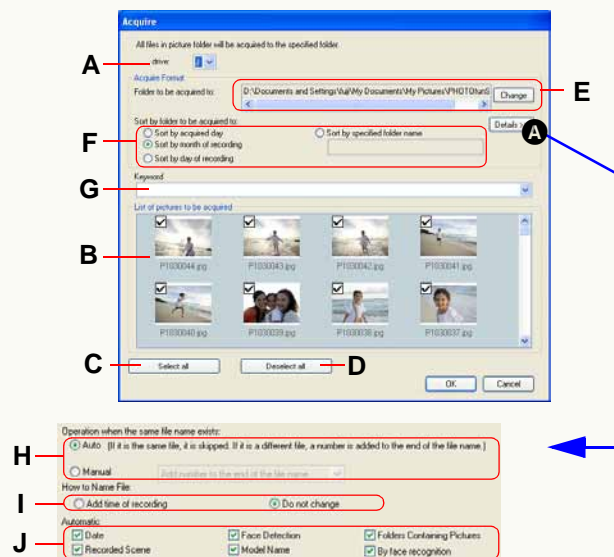 Acquire
All files in picture folder will be acquired to the specified folder.
A drive:
Acquire Format
Folder to be acquired to: D:\Documents and Settings\fuji\My Documents\My Pictures\PHOTOfunS Change E
Sort by folder to be acquired to: Details >> A
F Sort by acquired day Sort by specified folder name
Sort by month of recording
Sort by day of recording
Keyword
G
List of pictures to be acquired
B
P1030044.jpg P1030043.jpg P1030042.jpg P1030041.jpg
P1030040.jpg P1030039.jpg P1030038.jpg P1030037.jpg
C Select all Deselect all D
OK Cancel
Operation when the same file name exists:
H Auto (If it is the same file, it is skipped. If it is a different file, a number is added to the end of the file name.)
Manual Add number to the end of the file name
How to Name File:
I Add time of recording Do not change
Automatic:
J Date Face Detection Folders Containing Pictures
Recorded Scene Model Name By face recognition